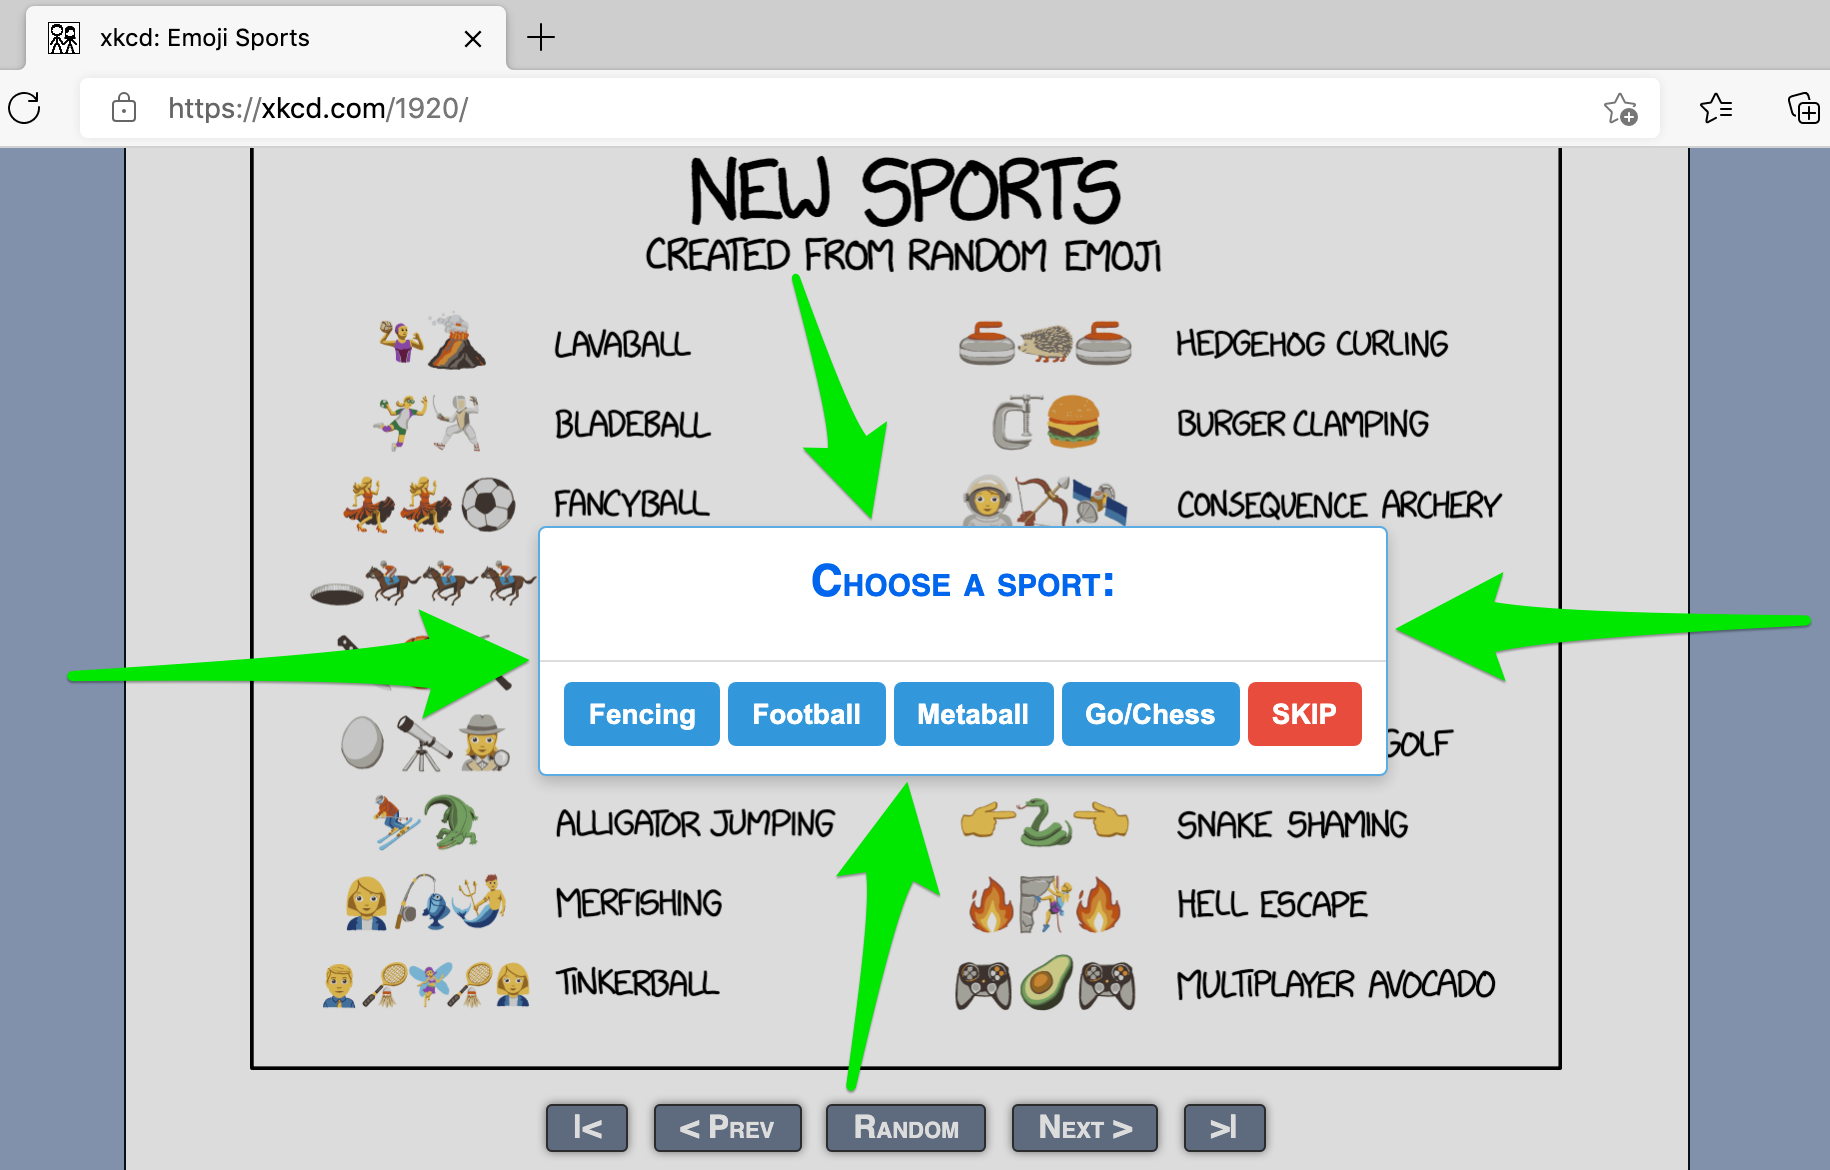 xkcd: Emoji Sports
https://xkcd.com/1920/
NEW SPORTS
CREATED FROM RANDOM EMOJI
LAVABALL
HEDGEHOG CURLING
BLADEBALL
BURGER CLAMPING
FANCYBALL
CONSEQUENCE ARCHERY
Choose a sport:
Fencing Football Metaball Go/Chess SKIP
GOLF
ALLIGATOR JUMPING
SNAKE SHAMING
MERFISHING
HELL ESCAPE
TINKERBALL
MULTIPLAYER AVOCADO
|< < Prev Random Next > >|